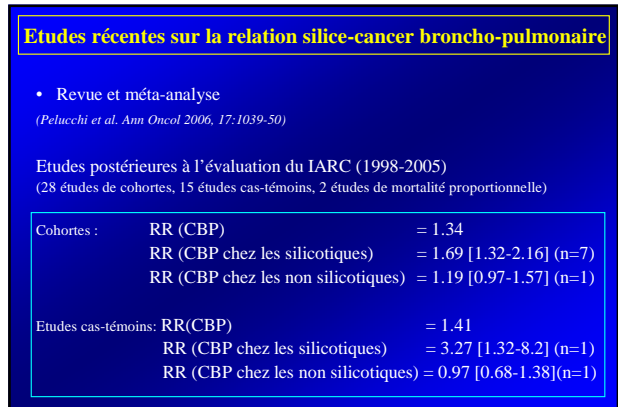 Etudes récentes sur la relation silice-cancer broncho-pulmonaire
• Revue et méta-analyse
(Pelucchi et al. Ann Oncol 2006, 17:1039-50)
Etudes postérieures à l'évaluation du IARC (1998-2005)
(28 études de cohortes, 15 études cas-témoins, 2 études de mortalité proportionnelle)
Cohortes : RR (CBP) = 1.34
RR (CBP chez les silicotiques) = 1.69 [1.32-2.16] (n=7)
RR (CBP chez les non silicotiques) = 1.19 [0.97-1.57] (n=1)
Etudes cas-témoins: RR(CBP) = 1.41
RR (CBP chez les silicotiques) = 3.27 [1.32-8.2] (n=1)
RR (CBP chez les non silicotiques) = 0.97 [0.68-1.38](n=1)